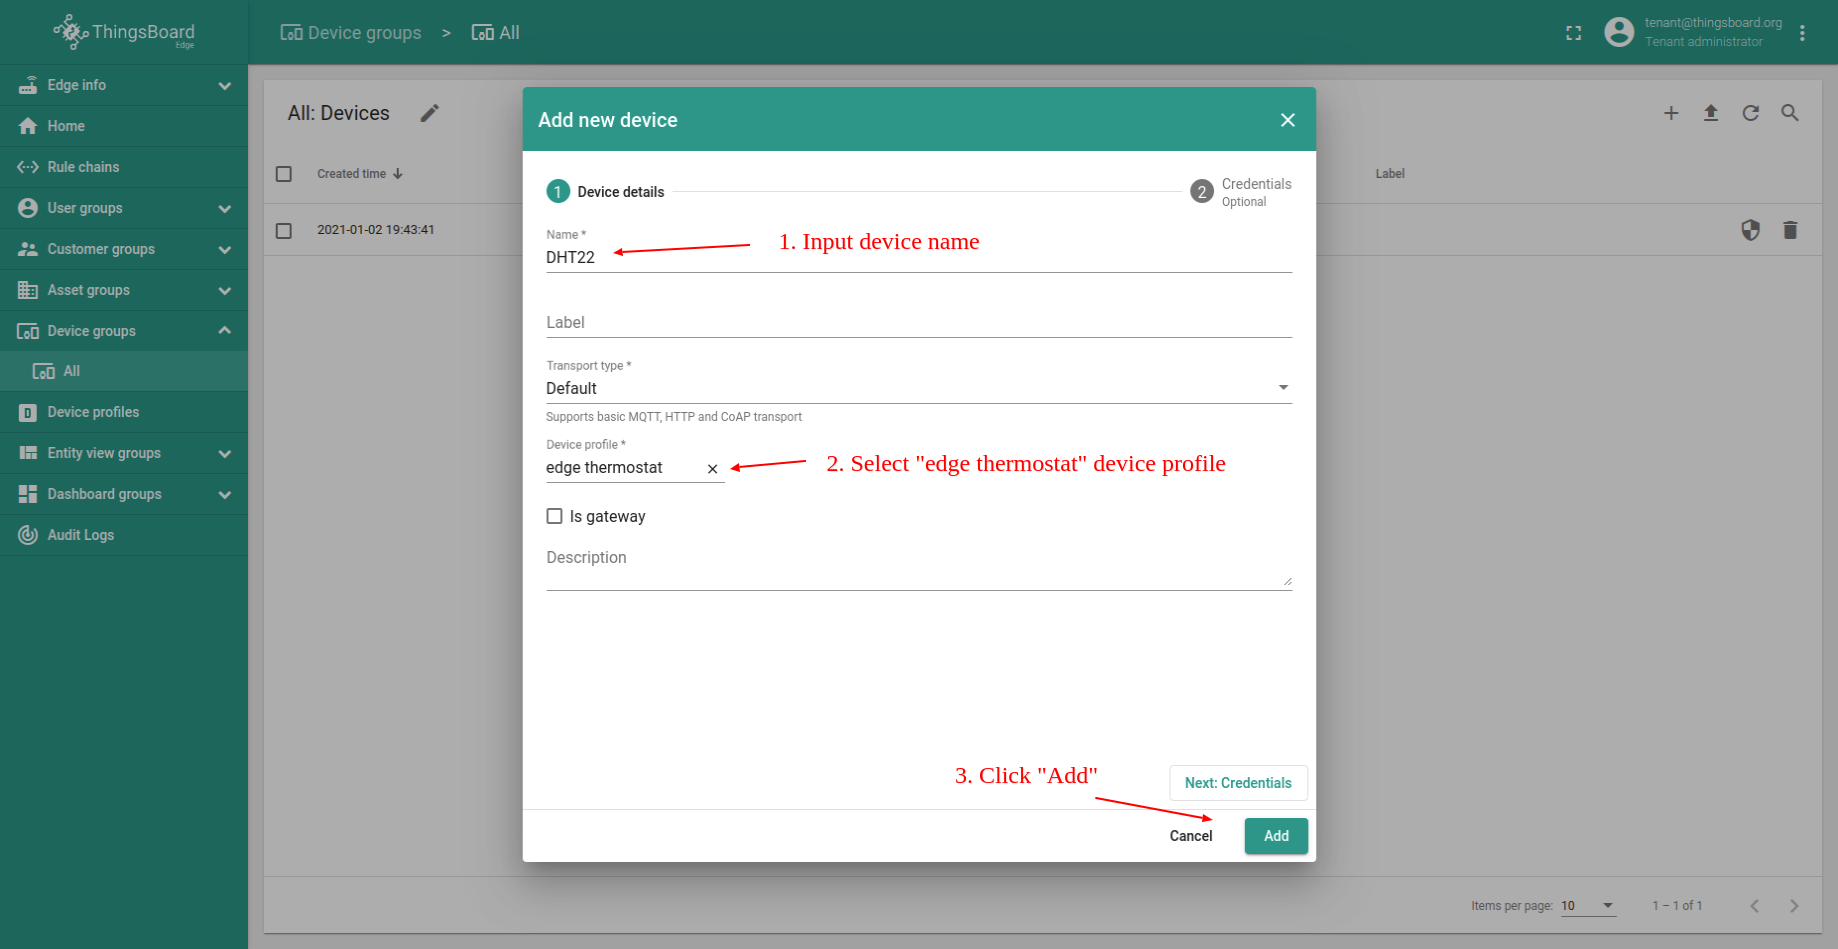 ThingsBoard
Edge
Device groups > All
tenant@thingsboard.org
Tenant administrator
Edge info
Home
Rule chains
User groups
Customer groups
Asset groups
Device groups
All
Device profiles
Entity view groups
Dashboard groups
Audit Logs
All: Devices
Created time
Label
2021-01-02 19:43:41
Add new device
1 Device details
2 Credentials
Optional
Name *
DHT22
1. Input device name
Label
Transport type *
Default
Supports basic MQTT, HTTP and CoAP transport
Device profile *
edge thermostat
2. Select "edge thermostat" device profile
Is gateway
Description
3. Click "Add"
Next: Credentials
Cancel
Add
Items per page: 10
1 – 1 of 1